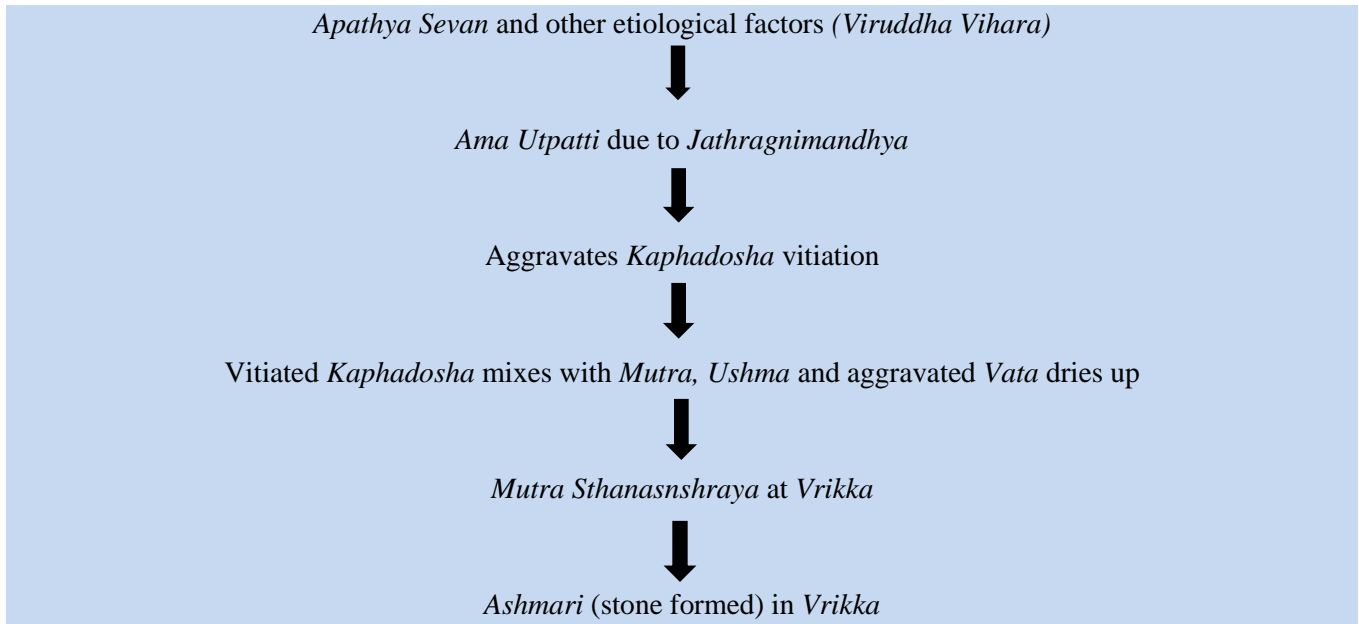 Apathya Sevan and other etiological factors (Viruddha Vihara)
Ama Utpatti due to Jathragnimandhya
Aggravates Kaphadosha vitiation
Vitiated Kaphadosha mixes with Mutra, Ushma and aggravated Vata dries up
Mutra Sthanasnshraya at Vrikka
Ashmari (stone formed) in Vrikka